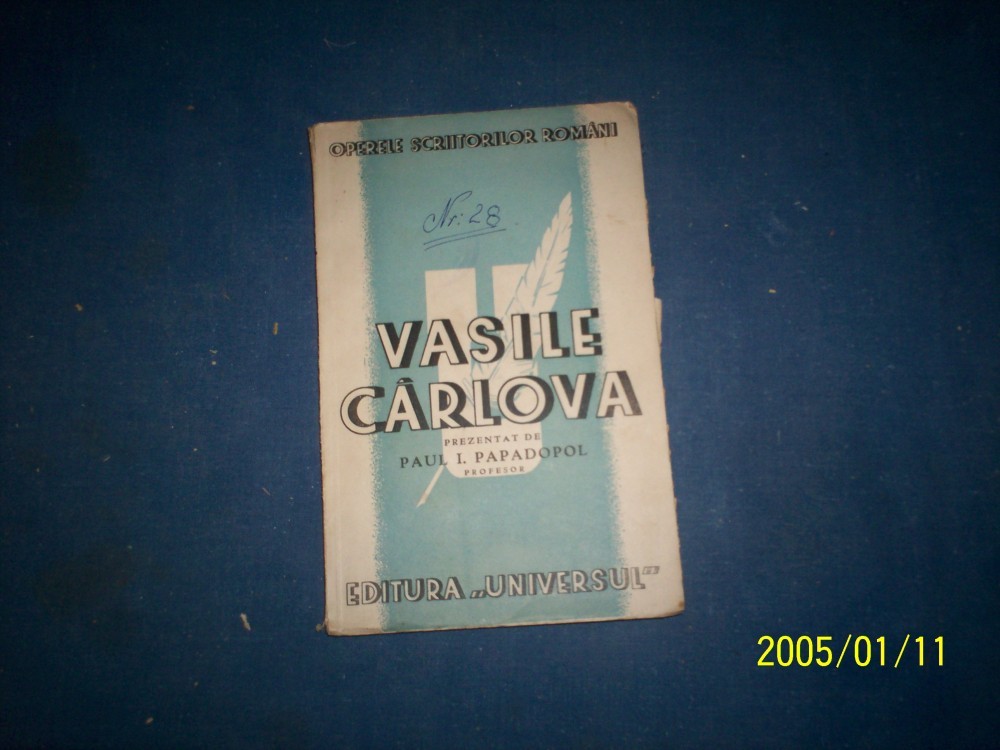 OPERELE SCRIITORILOR ROMÂNI
Nr: 28
VASILE
CÂRLOVA
PREZENTAT DE
PAUL I. PAPADOPOL
PROFESOR
EDITURA „UNIVERSUL”
2005/01/11